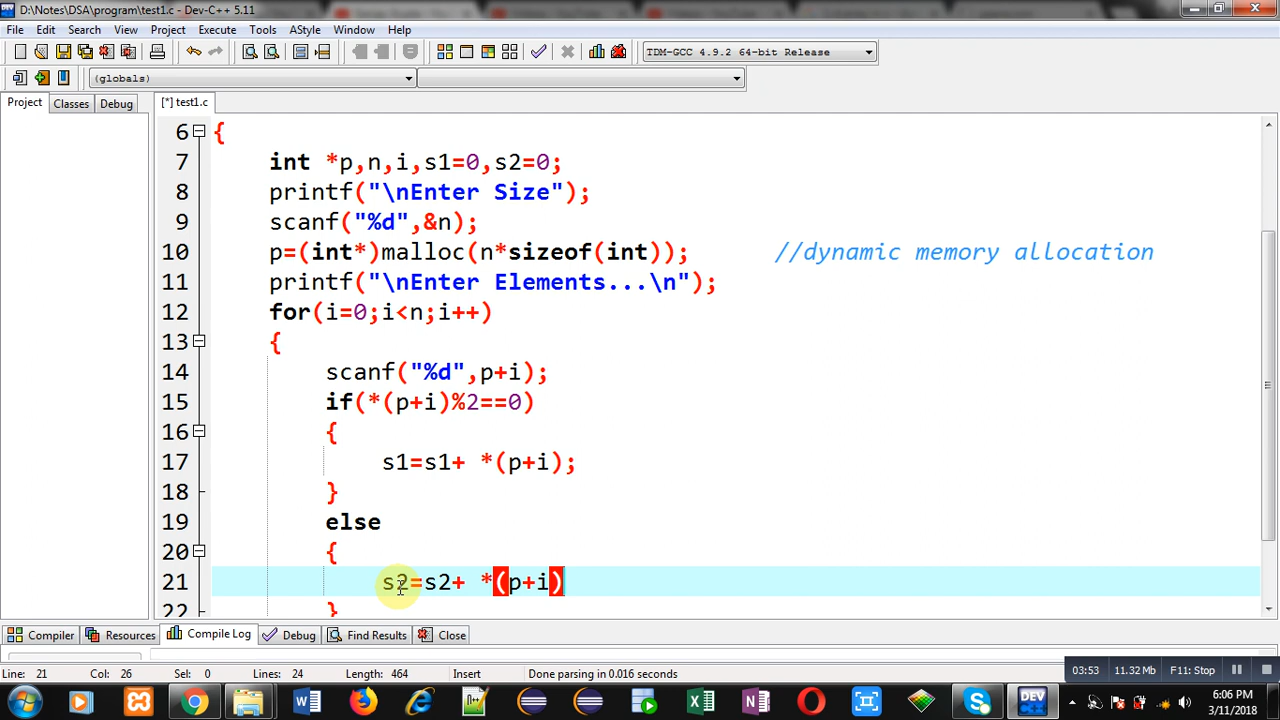 D:\Notes\DSA\program\test1.c - Dev-C++ 5.11
File Edit Search View Project Execute Tools AStyle Window Help
TDM-GCC 4.9.2 64-bit Release
(globals)
Project Classes Debug [*] test1.c
6 {
7 int *p,n,i,s1=0,s2=0;
8 printf("\nEnter Size");
9 scanf("%d",&n);
10 p=(int*)malloc(n*sizeof(int)); //dynamic memory allocation
11 printf("\nEnter Elements...\n");
12 for(i=0;i<n;i++)
13 {
14 scanf("%d",p+i);
15 if(*(p+i)%2==0)
16 {
17 s1=s1+ *(p+i);
18 }
19 else
20 {
21 s2=s2+ *(p+i)
22 }
Compiler Resources Compile Log Debug Find Results Close
Line: 21 Col: 26 Sel: 0 Lines: 24 Length: 464 Insert Done parsing in 0.016 seconds
03:53 11.32 Mb F11: Stop
DEV
6:06 PM
3/11/2018